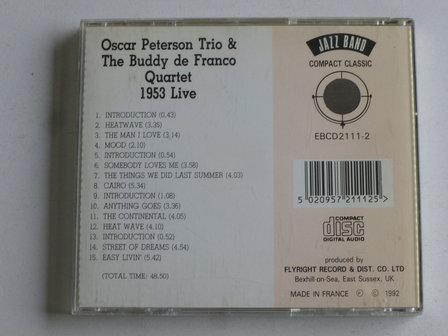 Oscar Peterson Trio &
The Buddy de Franco
Quartet
1953 Live
1. INTRODUCTION (0.43)
2. HEATWAVE (3.35)
3. THE MAN I LOVE (3.14)
4. MOOD (2.10)
5. INTRODUCTION (0.54)
6. SOMEBODY LOVES ME (3.58)
7. THE THINGS WE DID LAST SUMMER (4.03)
8. CAIRO (5.34)
9. INTRODUCTION (1.08)
10. ANYTHING GOES (3.36)
11. THE CONTINENTAL (4.05)
12. HEAT WAVE (4.10)
13. INTRODUCTION (0.52)
14. STREET OF DREAMS (4.54)
15. EASY LIVIN' (5.42)
(TOTAL TIME: 48.50)
JAZZ BAND
COMPACT CLASSIC
EBCD2111-2
5 020957 211125 >
COMPACT
disc
DIGITAL AUDIO
produced by
FLYRIGHT RECORD & DIST. CO. LTD
Bexhill-on-Sea, East Sussex, UK
MADE IN FRANCE Ⓟ 1992